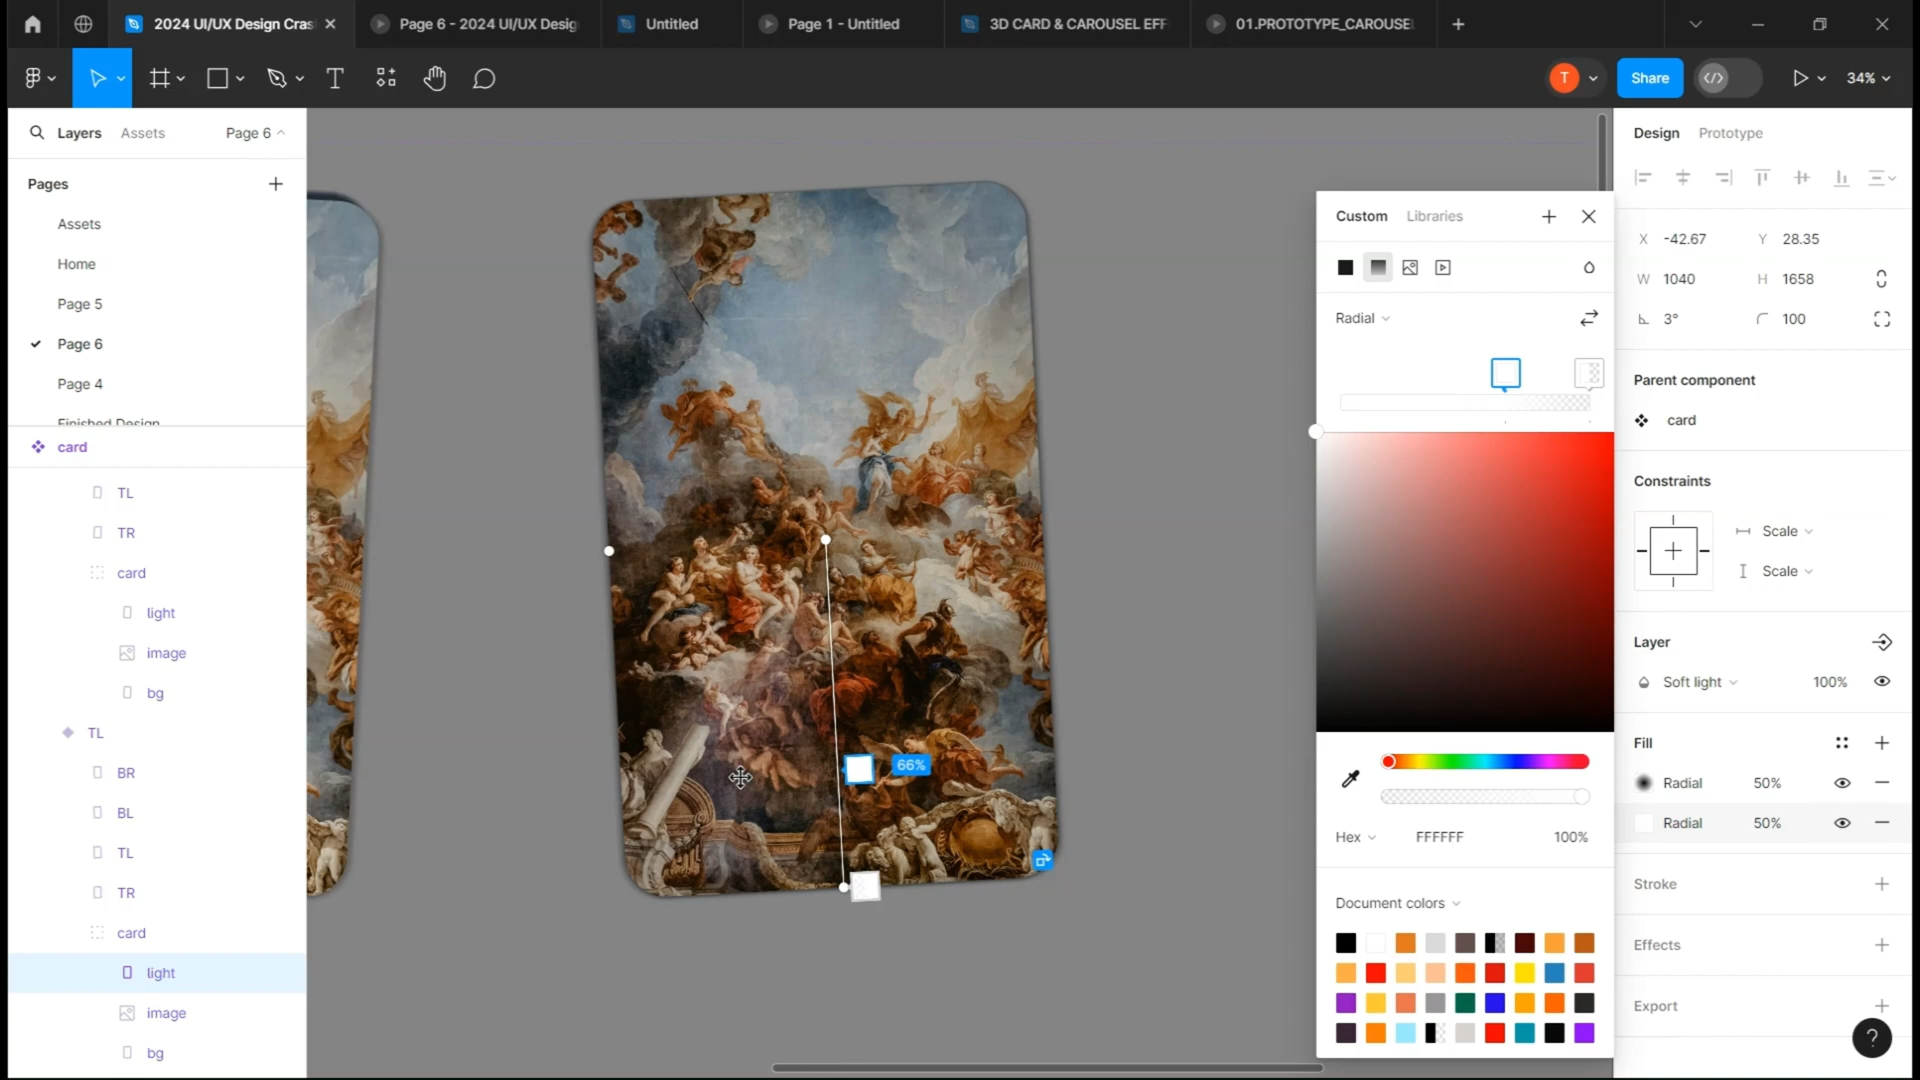 2024 UI/UX Design Cras
Page 6 - 2024 UI/UX Desig
Untitled
Page 1 - Untitled
3D CARD & CAROUSEL EFF
01.PROTOTYPE_CAROUSEL
T
T
Share
34%
Layers
Assets
Page 6
Pages
Assets
Home
Page 5
Page 6
Page 4
Finished Design
card
TL
TR
card
light
image
bg
TL
BR
BL
TL
TR
card
light
image
bg
66%
Custom
Libraries
Radial
Hex
FFFFFF
100%
Document colors
Design
Prototype
X
-42.67
Y
28.35
W
1040
H
1658
3°
100
Parent component
card
Constraints
Scale
Scale
Layer
Soft light
100%
Fill
Radial
50%
Radial
50%
Stroke
Effects
Export
?